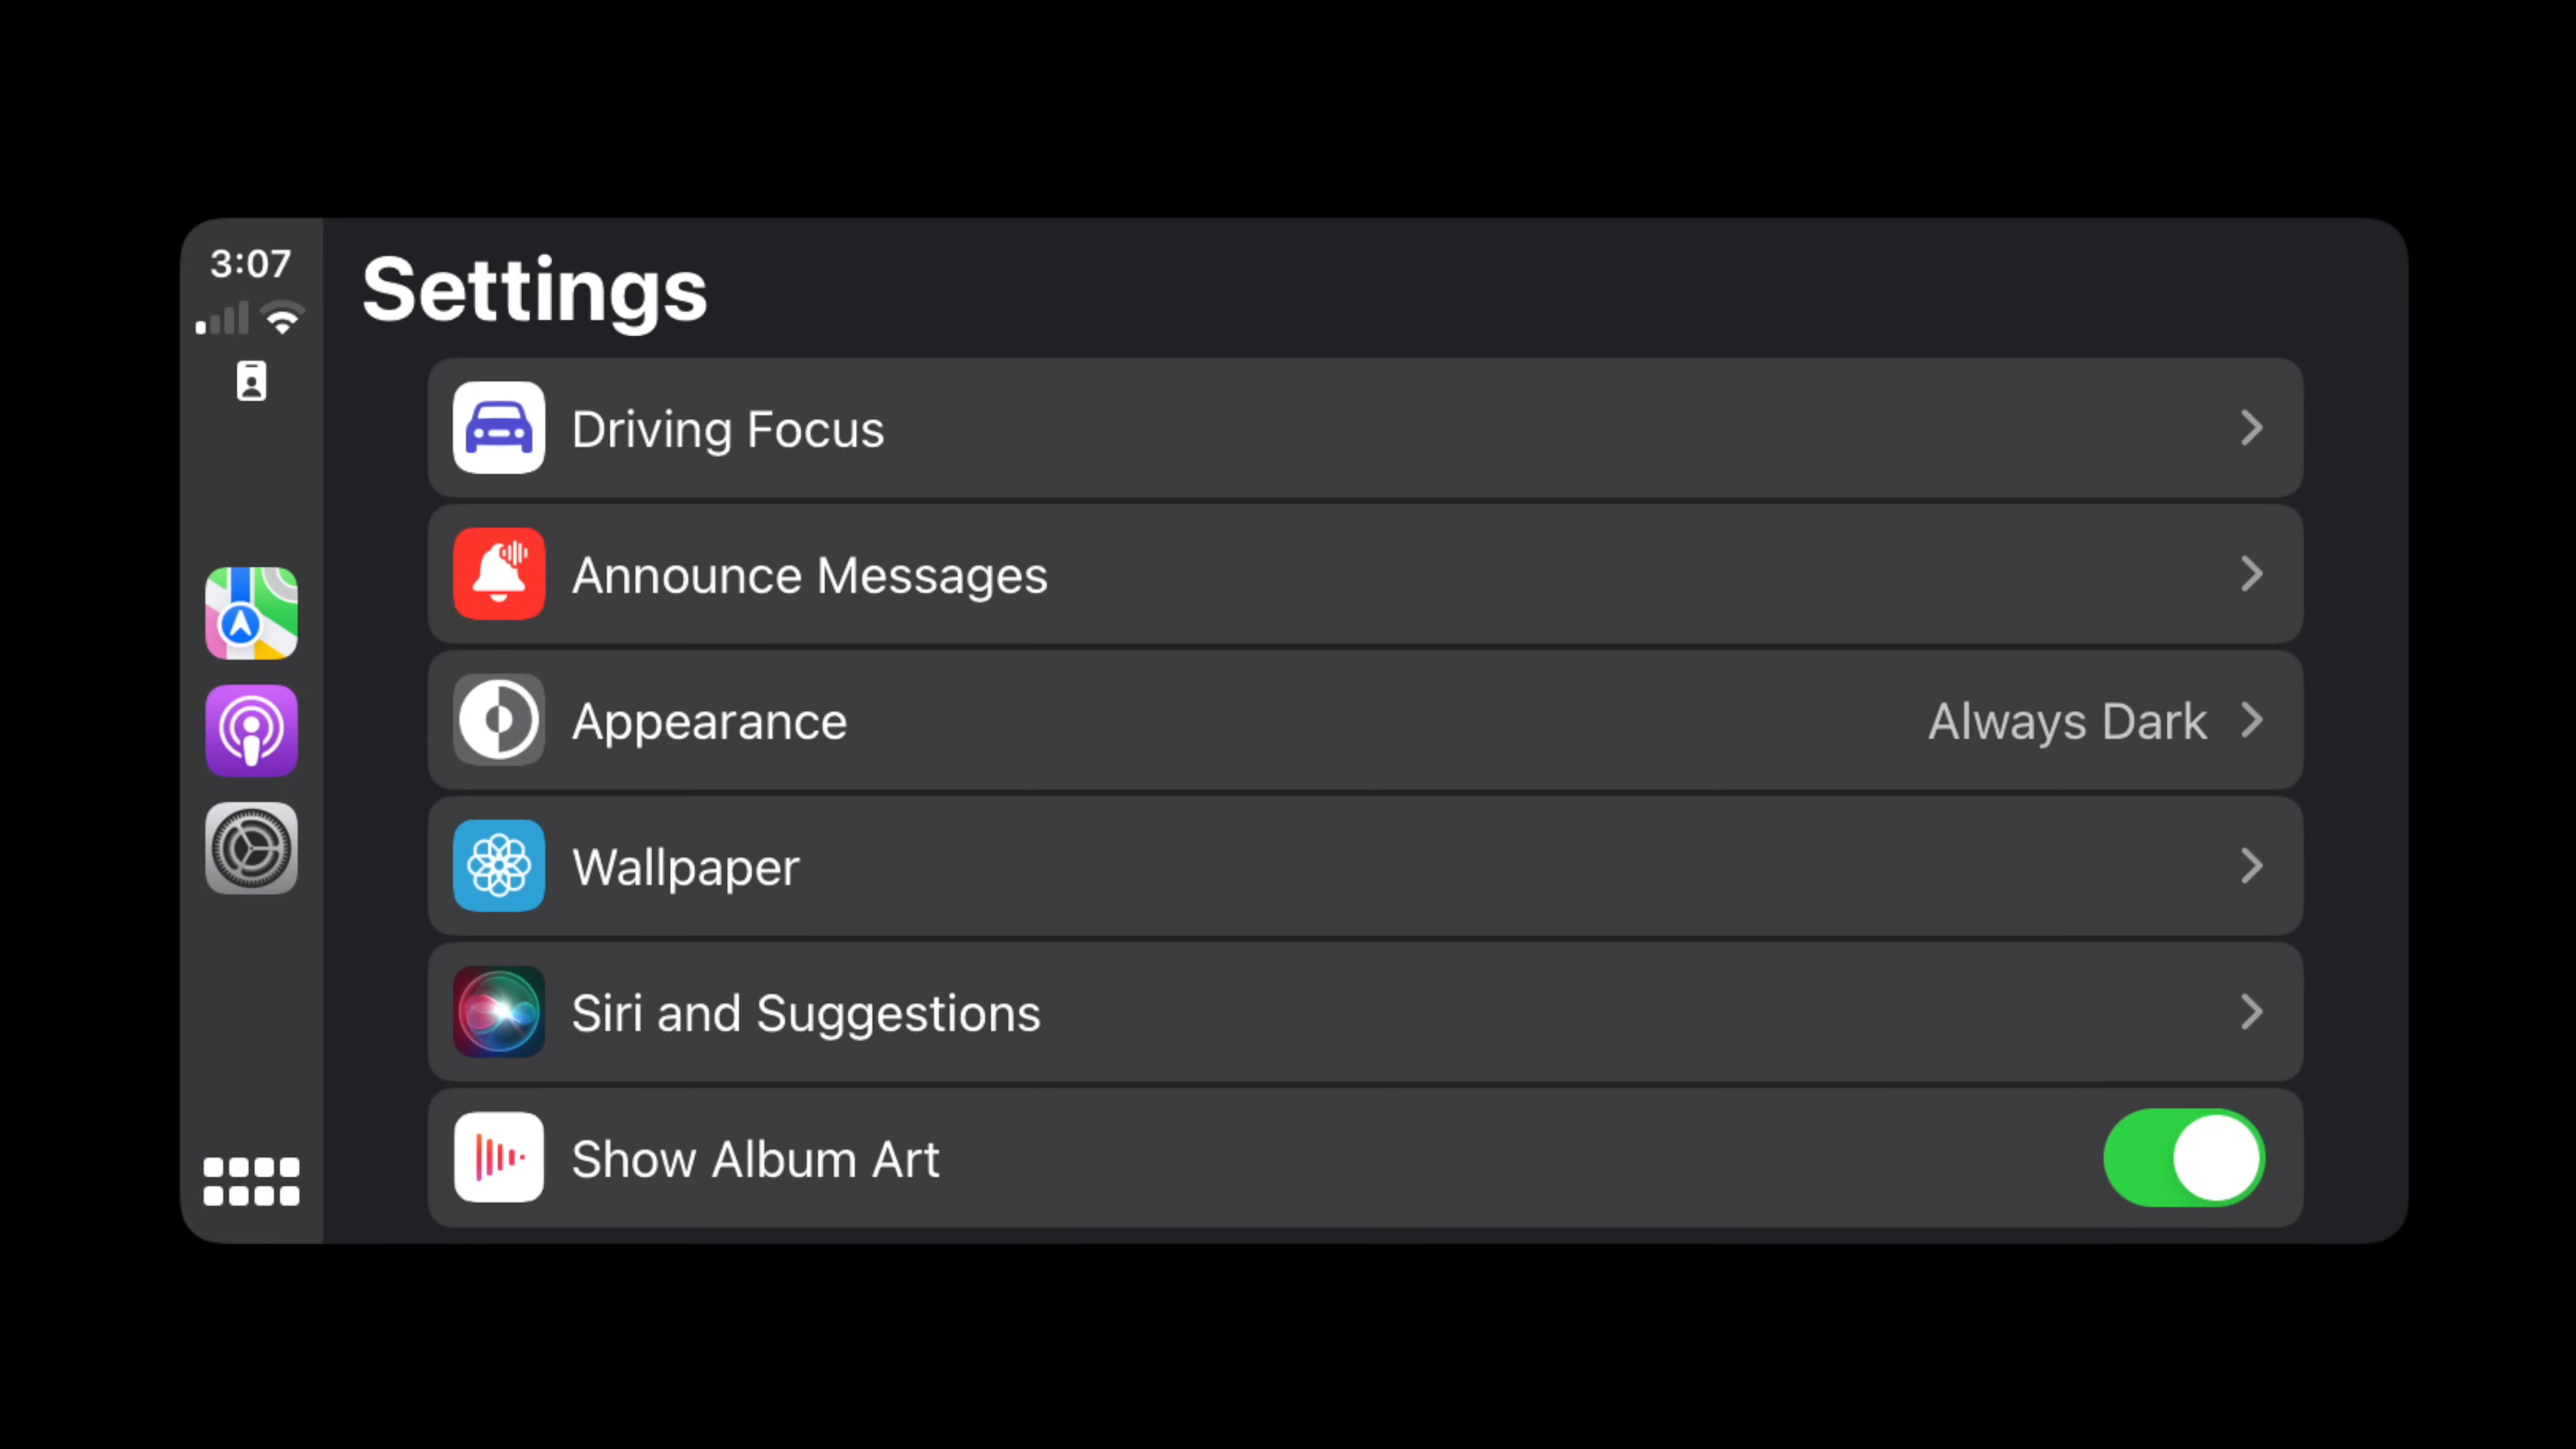 3:07
Settings
Driving Focus
Announce Messages
Appearance
Always Dark
Wallpaper
Siri and Suggestions
Show Album Art